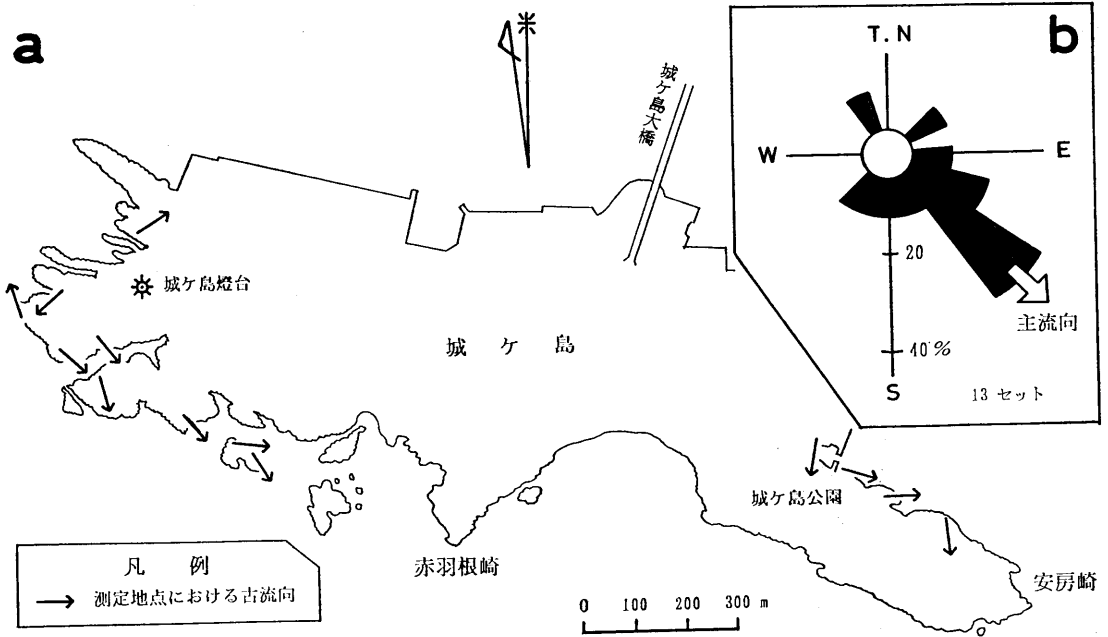 a
城ケ島大橋
城ケ島燈台
城ケ島
赤羽根崎
城ケ島公園
安房崎
凡例
測定地点における古流向
0 100 200 300 m
b
T.N
W
E
20
主流向
40%
S
13 セット